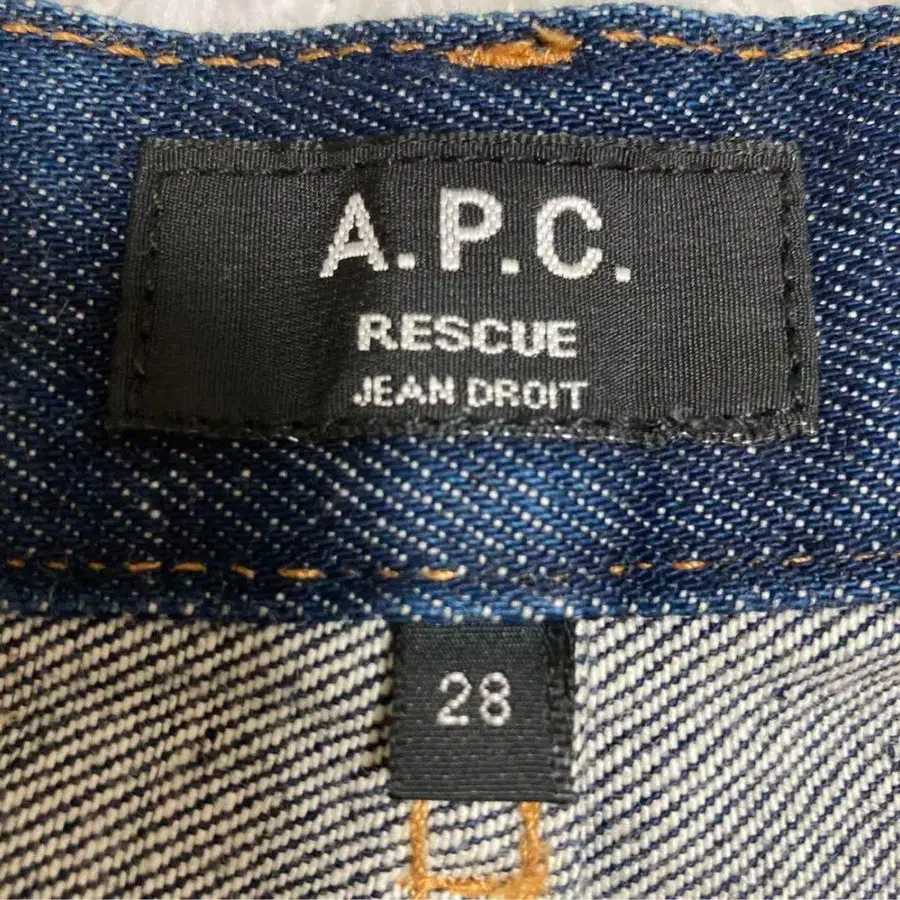 A.P.C.
RESCUE
JEAN DROIT
28